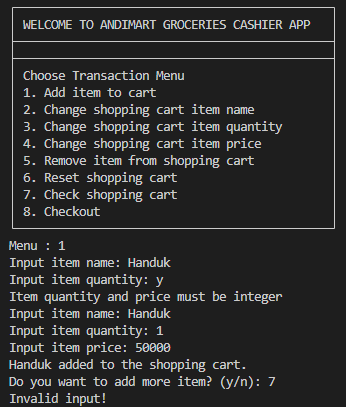 WELCOME TO ANDIMART GROCERIES CASHIER APP
Choose Transaction Menu
1. Add item to cart
2. Change shopping cart item name
3. Change shopping cart item quantity
4. Change shopping cart item price
5. Remove item from shopping cart
6. Reset shopping cart
7. Check shopping cart
8. Checkout
Menu : 1
Input item name: Handuk
Input item quantity: y
Item quantity and price must be integer
Input item name: Handuk
Input item quantity: 1
Input item price: 50000
Handuk added to the shopping cart.
Do you want to add more item? (y/n): 7
Invalid input!